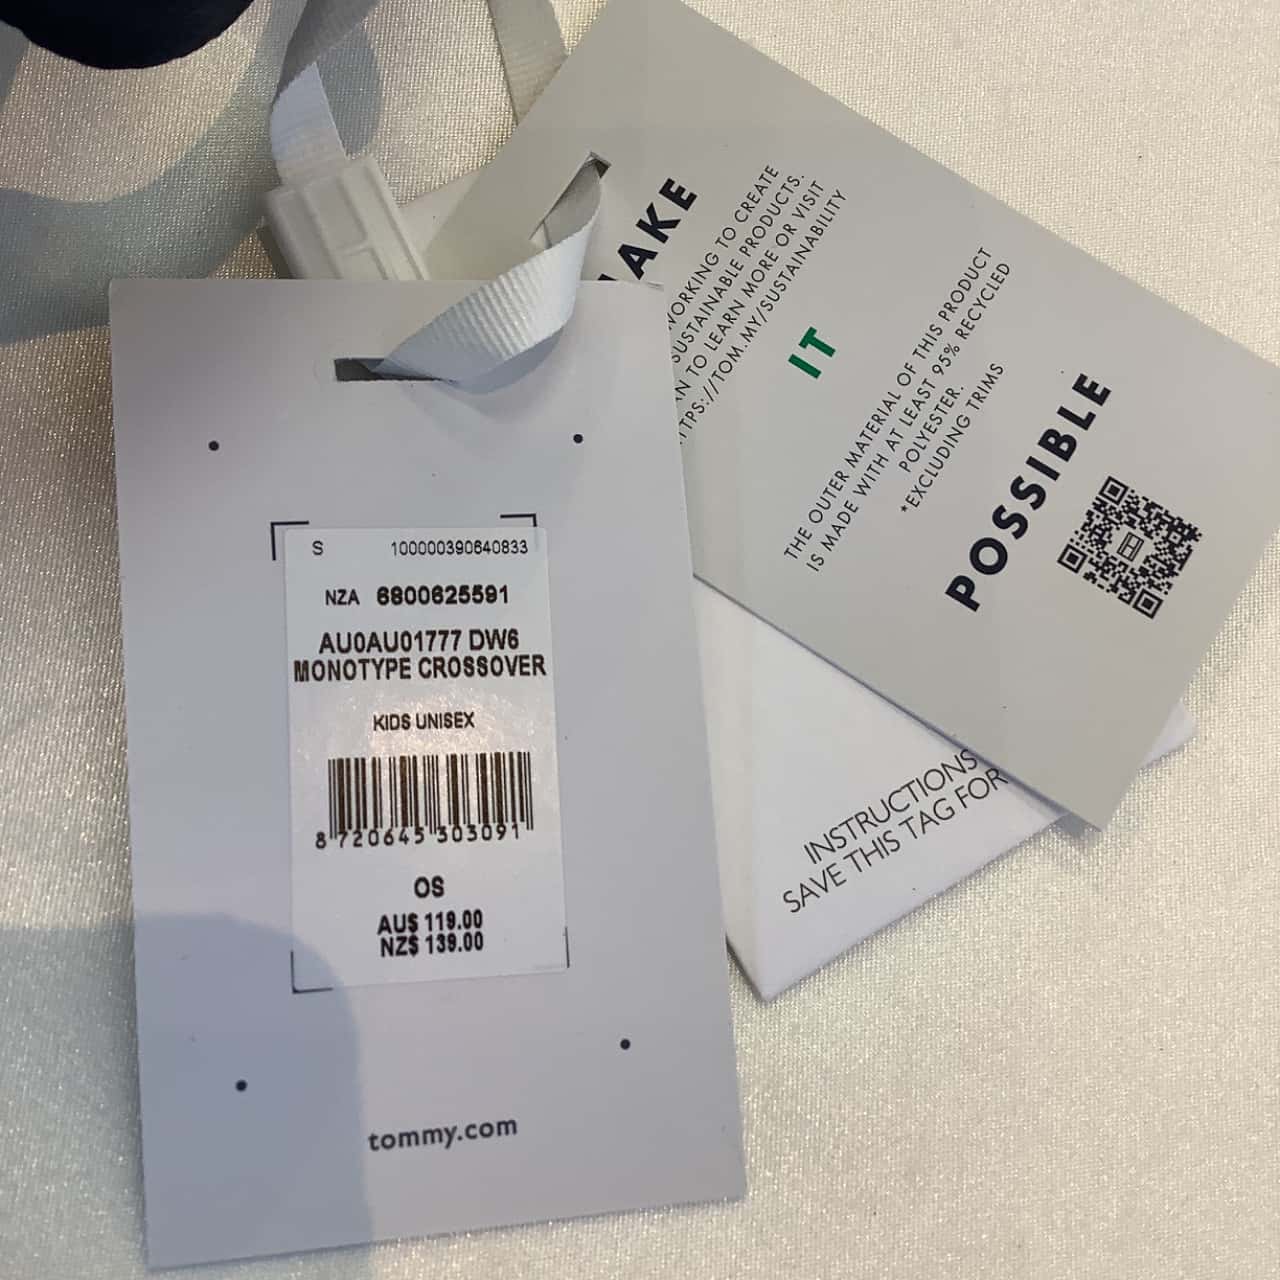 S 100000390640833
NZA 6800625591
AU0AU01777 DW6
MONOTYPE CROSSOVER
KIDS UNISEX
8 720645 303091
OS
AU$ 119.00
NZ$ 139.00
tommy.com
WORKING TO CREATE
SUSTAINABLE PRODUCTS.
TO LEARN MORE OR VISIT
TTPS://TOM.MY/SUSTAINABILITY
IT
THE OUTER MATERIAL OF THIS PRODUCT
IS MADE WITH AT LEAST 95% RECYCLED
POLYESTER.
*EXCLUDING TRIMS
POSSIBLE
INSTRUCTIONS
SAVE THIS TAG FOR